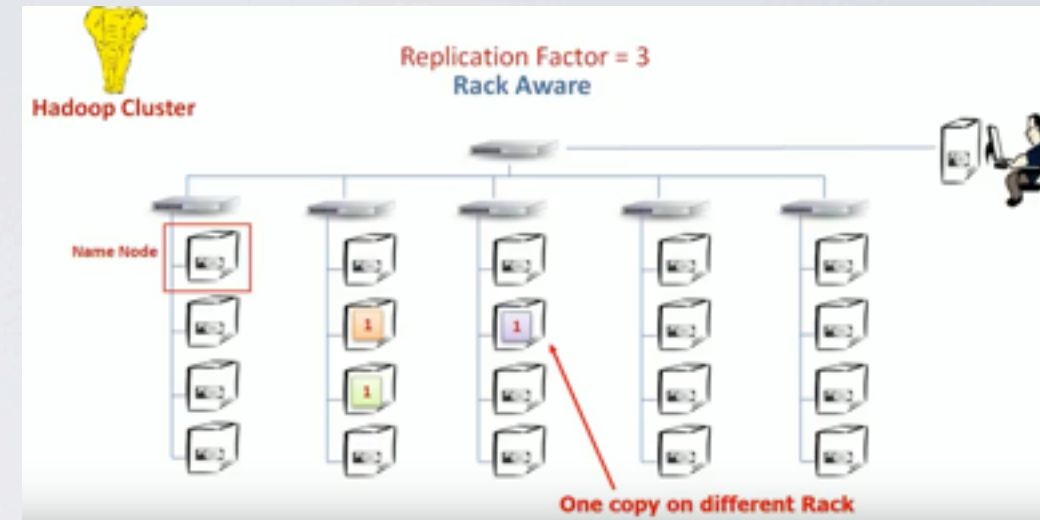 Replication Factor = 3
Rack Aware
Hadoop Cluster
Name Node
1
1
1
One copy on different Rack